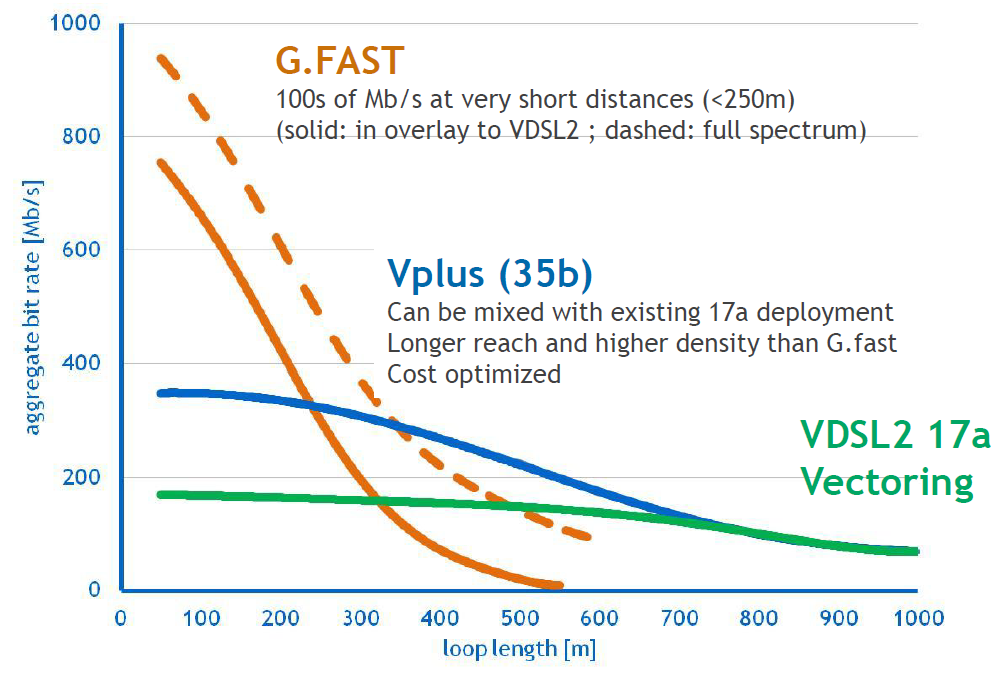 1000
G.FAST
100s of Mb/s at very short distances (<250m)
(solid: in overlay to VDSL2 ; dashed: full spectrum)
800
600
Vplus (35b)
Can be mixed with existing 17a deployment
Longer reach and higher density than G.fast
Cost optimized
400
VDSL2 17a
Vectoring
200
0
aggregate bit rate [Mb/s]
0 100 200 300 400 500 600 700 800 900 1000
loop length [m]